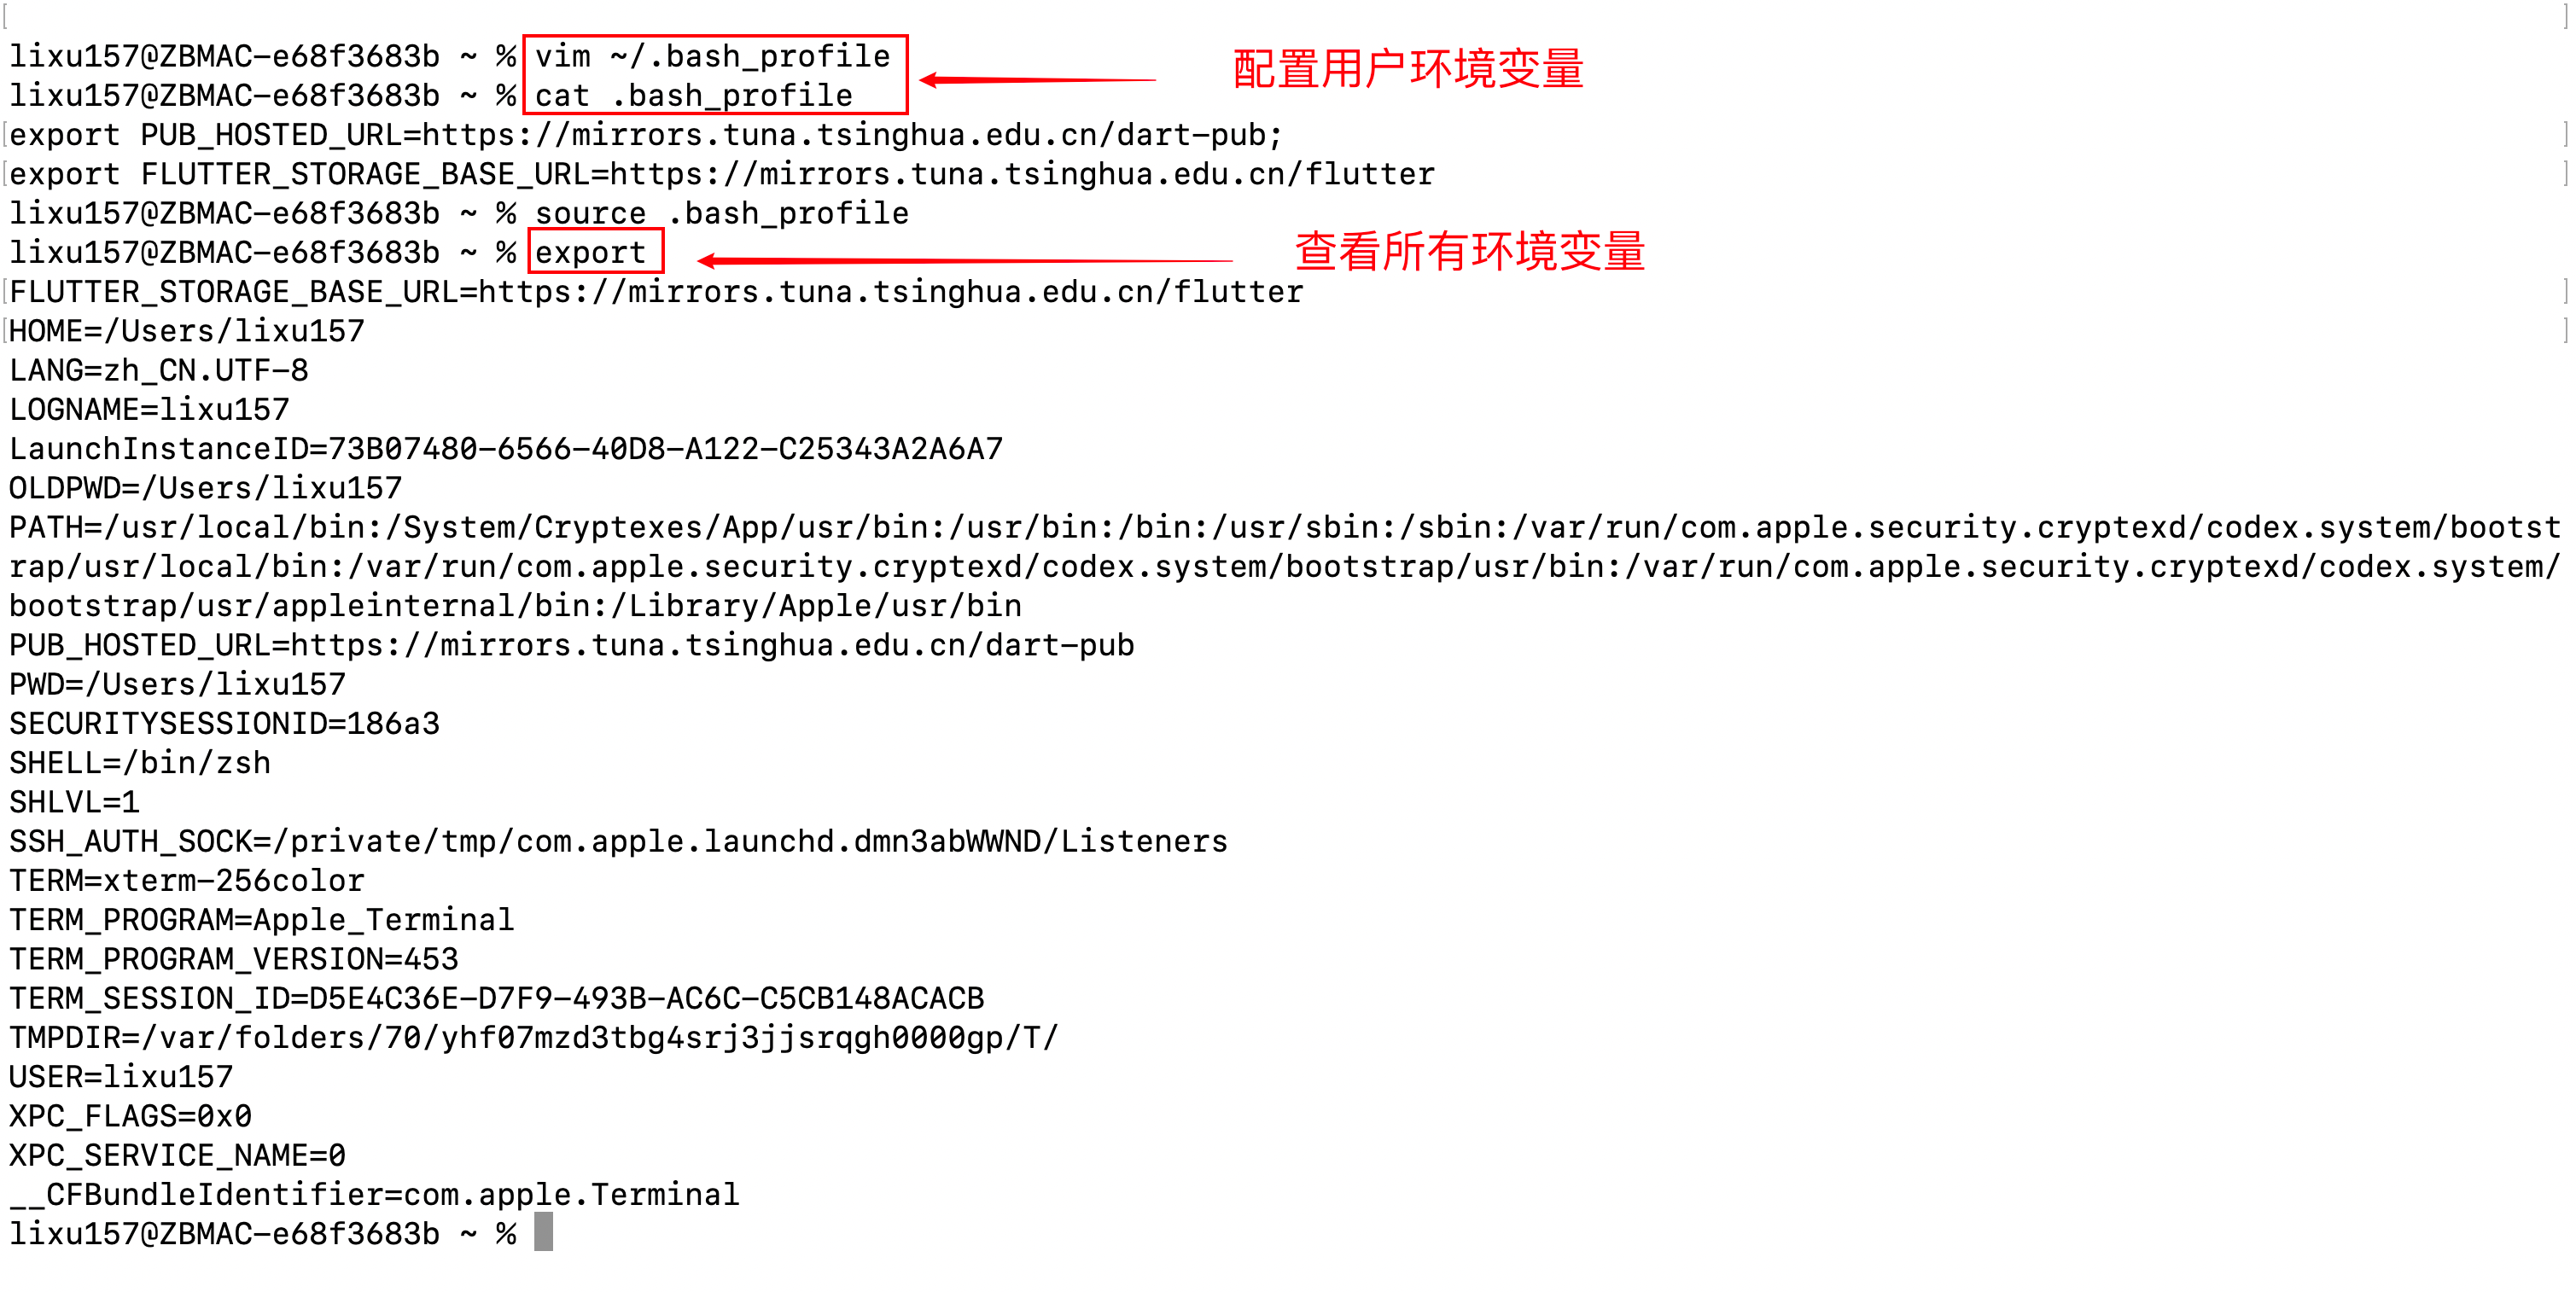 lixu157@ZBMAC-e68f3683b ~ % vim ~/.bash_profile
配置用户环境变量
lixu157@ZBMAC-e68f3683b ~ % cat .bash_profile
export PUB_HOSTED_URL=https://mirrors.tuna.tsinghua.edu.cn/dart-pub;
export FLUTTER_STORAGE_BASE_URL=https://mirrors.tuna.tsinghua.edu.cn/flutter
lixu157@ZBMAC-e68f3683b ~ % source .bash_profile
lixu157@ZBMAC-e68f3683b ~ % export
查看所有环境变量
FLUTTER_STORAGE_BASE_URL=https://mirrors.tuna.tsinghua.edu.cn/flutter
HOME=/Users/lixu157
LANG=zh_CN.UTF-8
LOGNAME=lixu157
LaunchInstanceID=73B07480-6566-40D8-A122-C25343A2A6A7
OLDPWD=/Users/lixu157
PATH=/usr/local/bin:/System/Cryptexes/App/usr/bin:/usr/bin:/bin:/usr/sbin:/sbin:/var/run/com.apple.security.cryptexd/codex.system/bootst
rap/usr/local/bin:/var/run/com.apple.security.cryptexd/codex.system/bootstrap/usr/bin:/var/run/com.apple.security.cryptexd/codex.system/
bootstrap/usr/appleinternal/bin:/Library/Apple/usr/bin
PUB_HOSTED_URL=https://mirrors.tuna.tsinghua.edu.cn/dart-pub
PWD=/Users/lixu157
SECURITYSESSIONID=186a3
SHELL=/bin/zsh
SHLVL=1
SSH_AUTH_SOCK=/private/tmp/com.apple.launchd.dmn3abWWND/Listeners
TERM=xterm-256color
TERM_PROGRAM=Apple_Terminal
TERM_PROGRAM_VERSION=453
TERM_SESSION_ID=D5E4C36E-D7F9-493B-AC6C-C5CB148ACACB
TMPDIR=/var/folders/70/yhf07mzd3tbg4srj3jjsrqgh0000gp/T/
USER=lixu157
XPC_FLAGS=0x0
XPC_SERVICE_NAME=0
__CFBundleIdentifier=com.apple.Terminal
lixu157@ZBMAC-e68f3683b ~ %